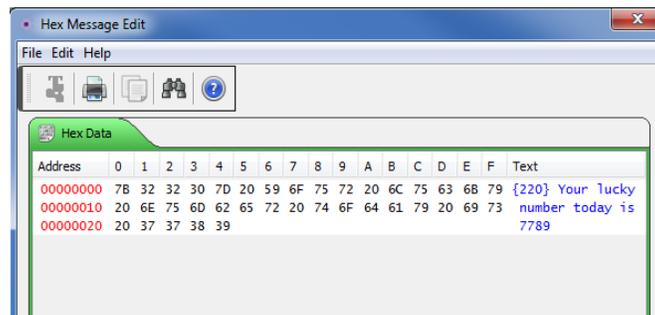 Hex Message Edit
File Edit Help
Hex Data
Address 0 1 2 3 4 5 6 7 8 9 A B C D E F Text
00000000 7B 32 32 30 7D 20 59 6F 75 72 20 6C 75 63 6B 79 {220} Your lucky
00000010 20 6E 75 6D 62 65 72 20 74 6F 64 61 79 20 69 73 number today is
00000020 20 37 37 38 39 7789